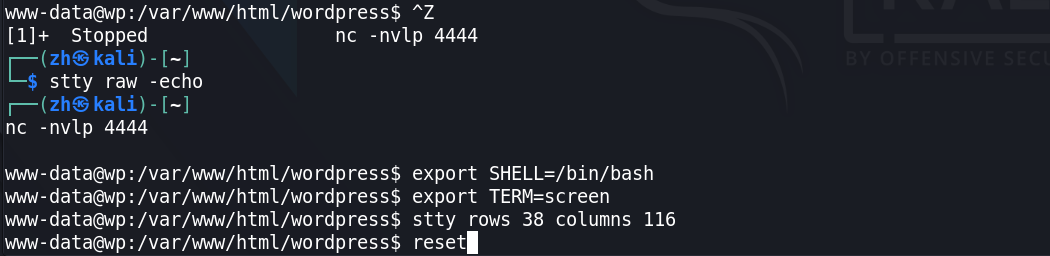 www-data@wp:/var/www/html/wordpress$ ^Z
[1]+  Stopped                 nc -nvlp 4444
┌──(zh㉿kali)-[~]
└─$ stty raw -echo
┌──(zh㉿kali)-[~]
nc -nvlp 4444
www-data@wp:/var/www/html/wordpress$ export SHELL=/bin/bash
www-data@wp:/var/www/html/wordpress$ export TERM=screen
www-data@wp:/var/www/html/wordpress$ stty rows 38 columns 116
www-data@wp:/var/www/html/wordpress$ reset
BY OFFENSIVE SECU